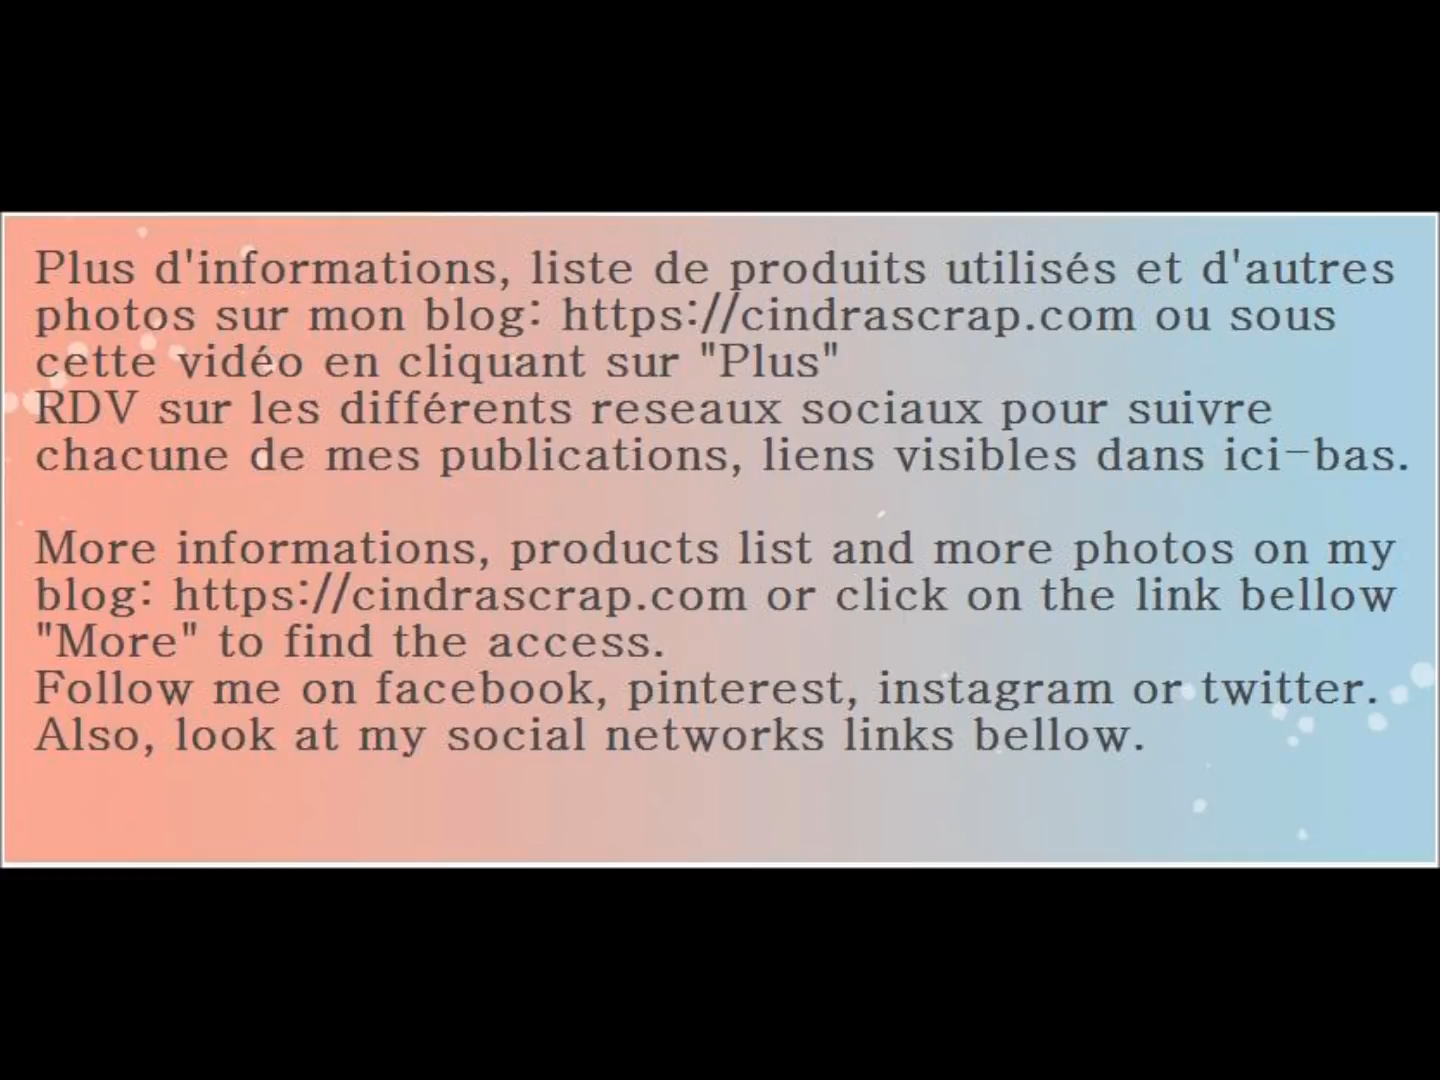 Plus d'informations, liste de produits utilisés et d'autres
photos sur mon blog: https://cindrascrap.com ou sous
cette vidéo en cliquant sur "Plus"
RDV sur les différents reseaux sociaux pour suivre
chacune de mes publications, liens visibles dans ici-bas.
More informations, products list and more photos on my
blog: https://cindrascrap.com or click on the link bellow
"More" to find the access.
Follow me on facebook, pinterest, instagram or twitter.
Also, look at my social networks links bellow.